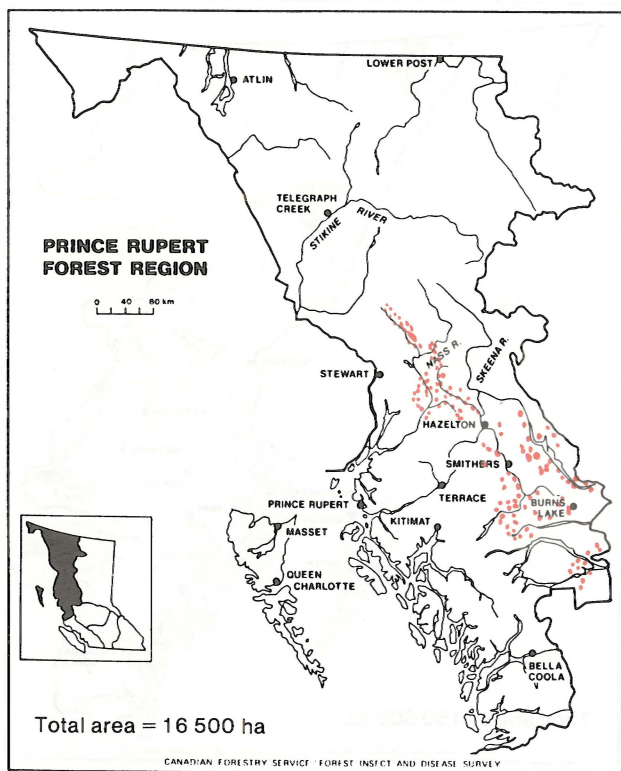 LOWER POST
ATLIN
TELEGRAPH
CREEK
STIKINE RIVER
PRINCE RUPERT
FOREST REGION
0 40 80 km
NASS R.
SKEENA R.
STEWART
HAZELTON
SMITHERS
TERRACE
BURNS
LAKE
PRINCE RUPERT
KITIMAT
MASSET
QUEEN
CHARLOTTE
BELLA
COOLA
Total area = 16 500 ha
CANADIAN FORESTRY SERVICE FOREST INSECT AND DISEASE SURVEY